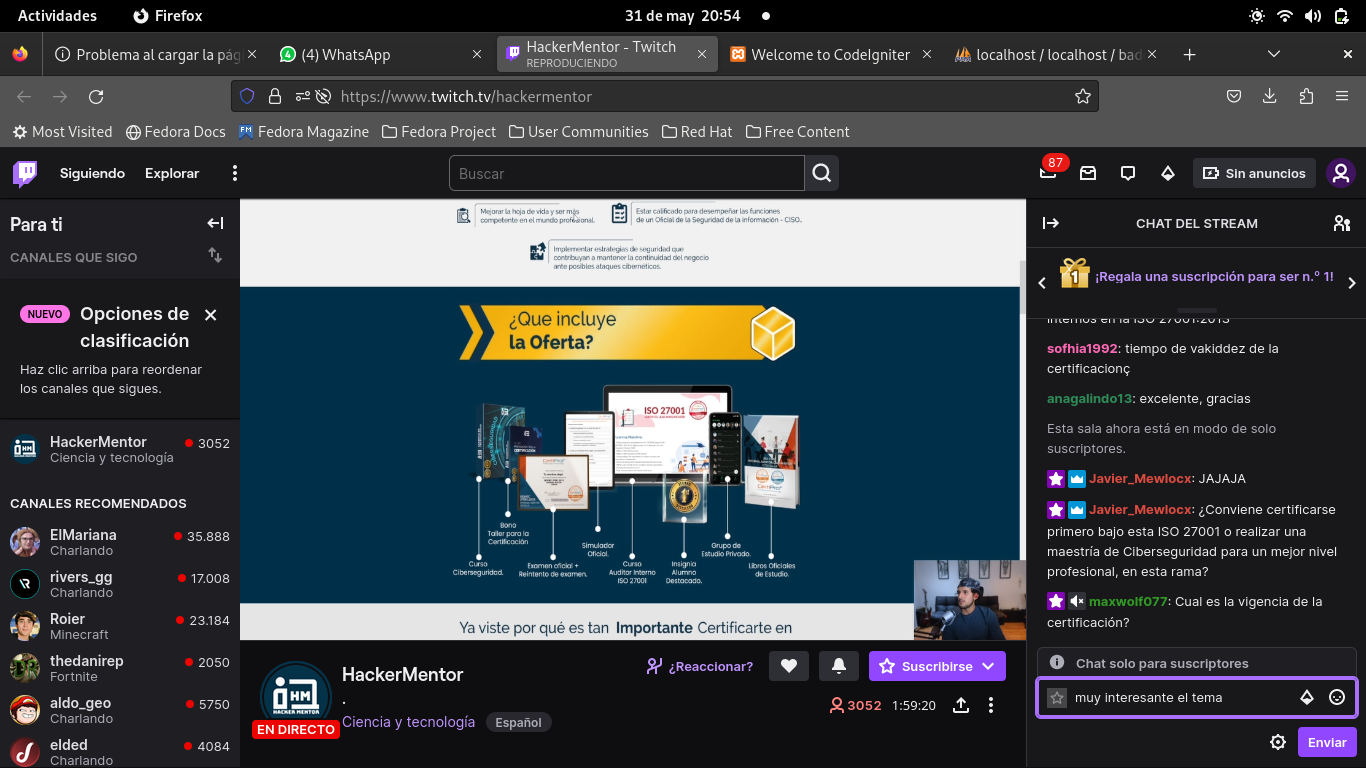 Actividades
Firefox
31 de may 20:54
Problema al cargar la pág
(4) WhatsApp
HackerMentor - Twitch
REPRODUCIENDO
Welcome to CodeIgniter
localhost / localhost / bad
https://www.twitch.tv/hackermentor
Most Visited
Fedora Docs
Fedora Magazine
Fedora Project
User Communities
Red Hat
Free Content
Siguiendo
Explorar
Buscar
87
Sin anuncios
Para ti
CANALES QUE SIGO
NUEVO
Opciones de
clasificación
Haz clic arriba para reordenar
los canales que sigues.
HackerMentor
3052
Ciencia y tecnología
CANALES RECOMENDADOS
ElMariana
35.888
Charlando
rivers_gg
17.008
Charlando
Roier
23.184
Minecraft
thedanirep
2050
Fortnite
aldo_geo
5750
Charlando
elded
4084
Charlando
Mejorar la hoja de vida y ser más
competente en el mundo profesional.
Estar calificado para desempeñar las funciones
de un Oficial de la Seguridad de la información - CISO.
Implementar estrategias de seguridad que
contribuyan a mantener la continuidad del negocio
ante posibles ataques cibernéticos.
¿Que incluye
la Oferta?
ISO 27001
CertiProf
Bono
Taller para la
Certificación
Simulador
Oficial.
Grupo de
Estudio Privado.
Curso
Ciberseguridad.
Examen oficial +
Reintento de examen.
Curso
Auditor Interno
ISO 27001
Insignia
Alumno
Destacado.
Libros Oficiales
de Estudio.
Ya viste por qué es tan Importante Certificarte en
HM
HACKER MENTOR
EN DIRECTO
HackerMentor
.
Ciencia y tecnología
Español
¿Reaccionar?
Suscribirse
3052
1:59:20
CHAT DEL STREAM
1
¡Regala una suscripción para ser n.º 1!
internos en la ISO 27001:2013
sofhia1992: tiempo de vakiddez de la
certificacionç
anagalindo13: excelente, gracias
Esta sala ahora está en modo de solo
suscriptores.
Javier_Mewlocx: JAJAJA
Javier_Mewlocx: ¿Conviene certificarse
primero bajo esta ISO 27001 o realizar una
maestría de Ciberseguridad para un mejor nivel
profesional, en esta rama?
maxwolf077: Cual es la vigencia de la
certificación?
Chat solo para suscriptores
muy interesante el tema
Enviar